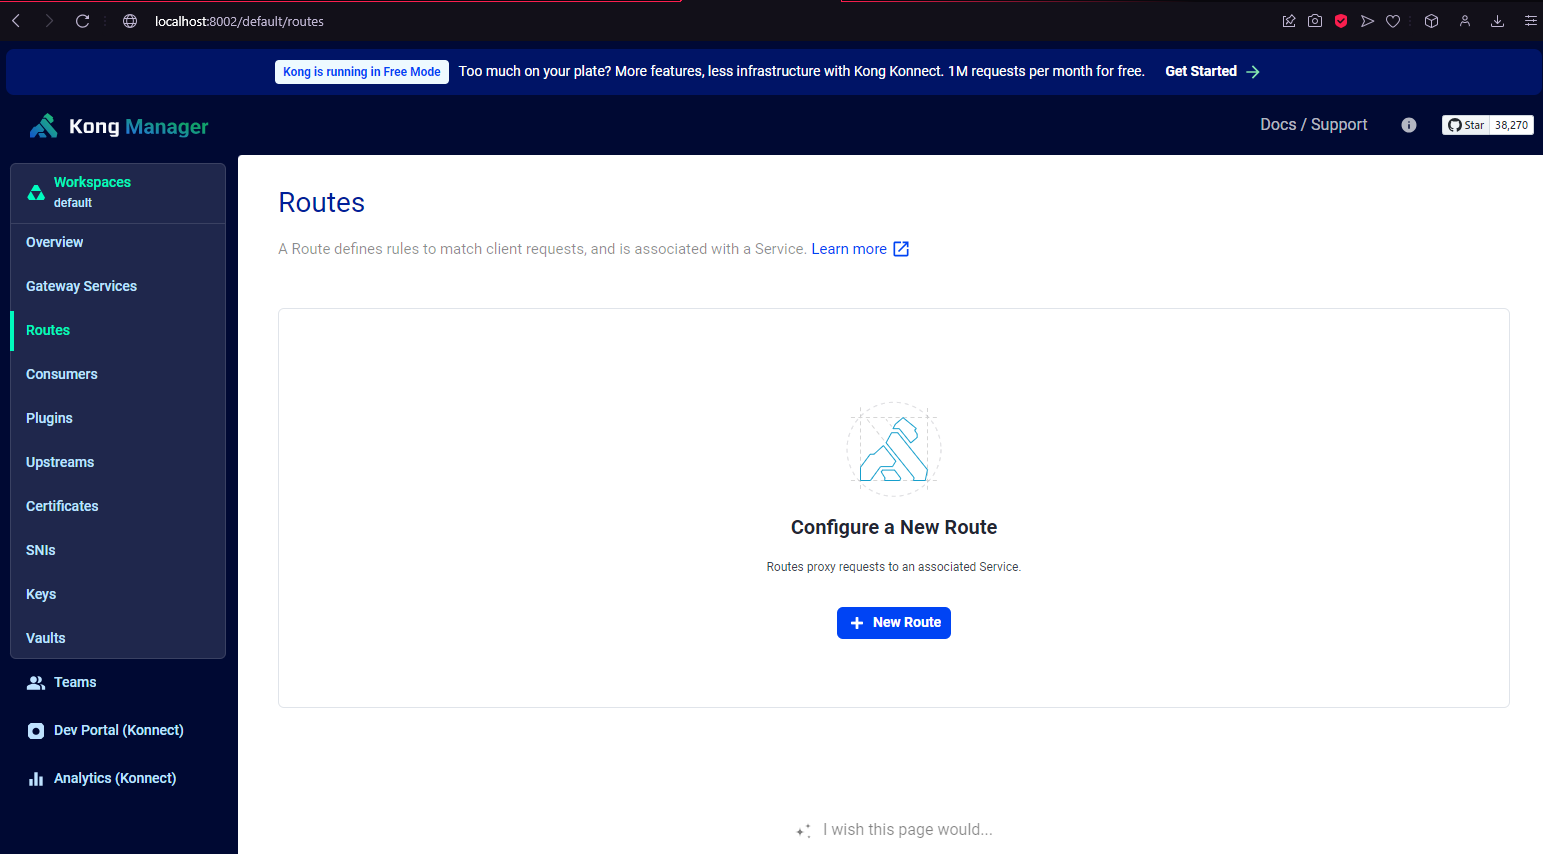 localhost:8002/default/routes
Kong is running in Free Mode Too much on your plate? More features, less infrastructure with Kong Konnect. 1M requests per month for free. Get Started
Kong Manager
Docs / Support
Star 38,270
Workspaces
default
Overview
Gateway Services
Routes
Consumers
Plugins
Upstreams
Certificates
SNIs
Keys
Vaults
Teams
Dev Portal (Konnect)
Analytics (Konnect)
Routes
A Route defines rules to match client requests, and is associated with a Service. Learn more
Configure a New Route
Routes proxy requests to an associated Service.
+ New Route
I wish this page would...